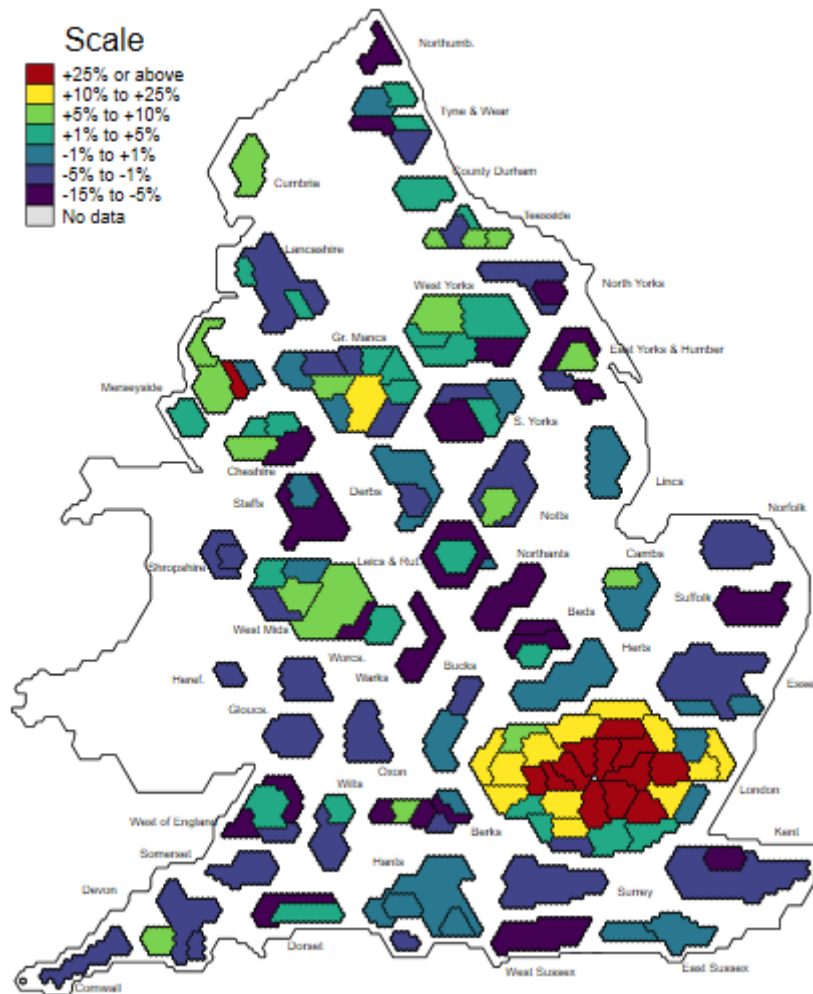 Scale
+25% or above
+10% to +25%
+5% to +10%
+1% to +5%
-1% to +1%
-5% to -1%
-15% to -5%
No data
Northumb.
Tyne & Wear
Cumbria
County Durham
Teesside
Lancashire
West Yorks
North Yorks
Gr. Mancs
East Yorks & Humber
Merseyside
S. Yorks
Cheshire
Staffs
Derbs
Notts
Lincs
Norfolk
Shropshire
Leics & Rut.
Northants
Cambs
Suffolk
West Mids
Beds
Worcs.
Heref.
Warks
Bucks
Herts
Esse
Gloucs.
Oxon
Wilts
London
West of England
Berks
Kent
Somerset
Hants
Devon
Surrey
Dorset
West Sussex
East Sussex
Cornwall